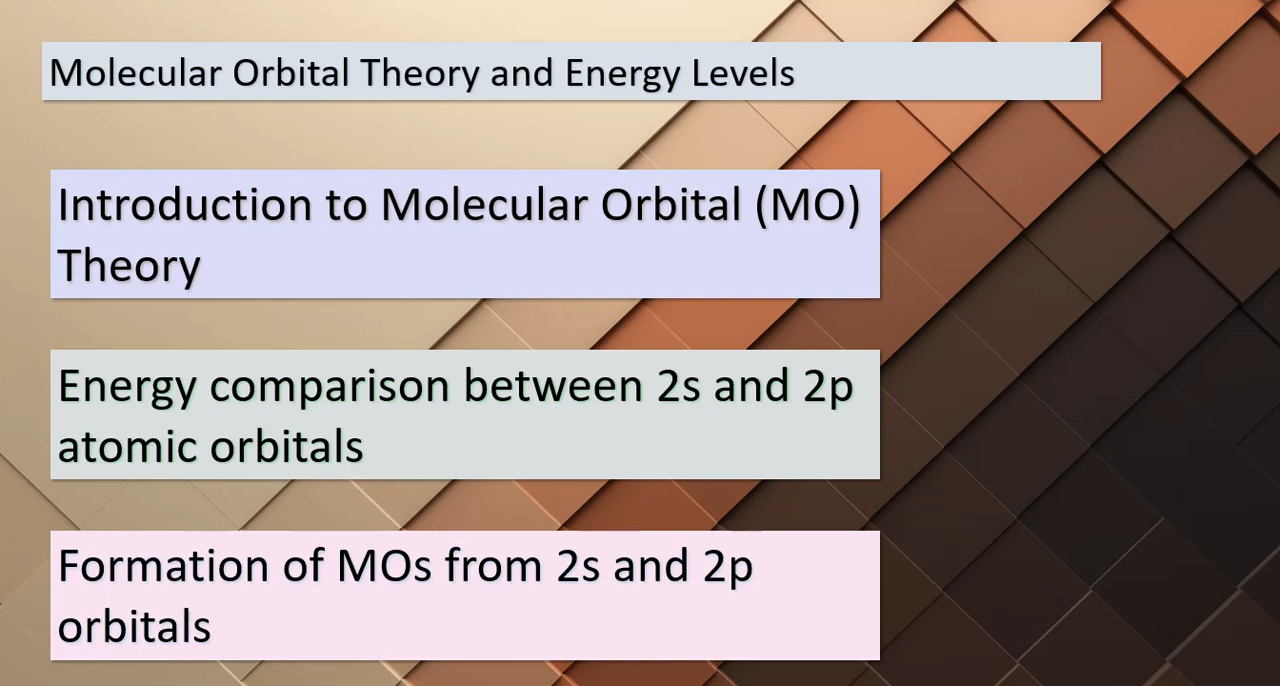 Molecular Orbital Theory and Energy Levels
Introduction to Molecular Orbital (MO)
Theory
Energy comparison between 2s and 2p
atomic orbitals
Formation of MOs from 2s and 2p
orbitals